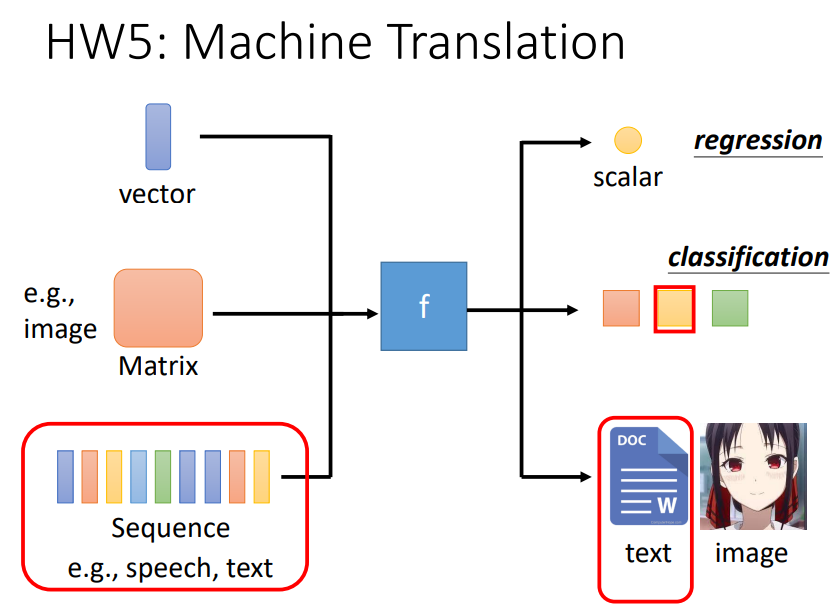 HW5: Machine Translation
vector
e.g.,
image
Matrix
Sequence
e.g., speech, text
f
scalar
regression
classification
DOC
W
text
image